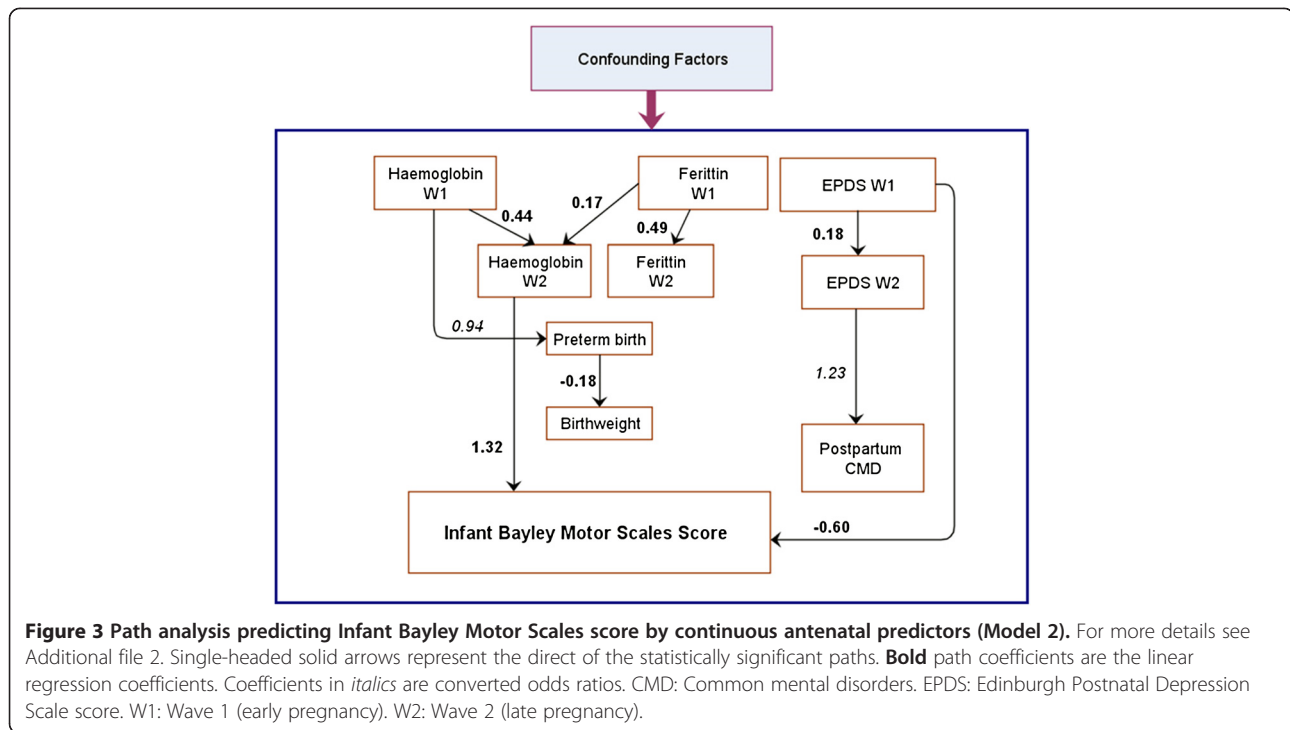 Confounding Factors
Haemoglobin
W1
Ferittin
W1
EPDS W1
0.44
0.17
0.49
0.18
Haemoglobin
W2
Ferittin
W2
EPDS W2
0.94
Preterm birth
-0.18
1.23
Birthweight
1.32
Postpartum
CMD
Infant Bayley Motor Scales Score
-0.60
Figure 3 Path analysis predicting Infant Bayley Motor Scales score by continuous antenatal predictors (Model 2). For more details see
Additional file 2. Single-headed solid arrows represent the direct of the statistically significant paths. Bold path coefficients are the linear
regression coefficients. Coefficients in italics are converted odds ratios. CMD: Common mental disorders. EPDS: Edinburgh Postnatal Depression
Scale score. W1: Wave 1 (early pregnancy). W2: Wave 2 (late pregnancy).